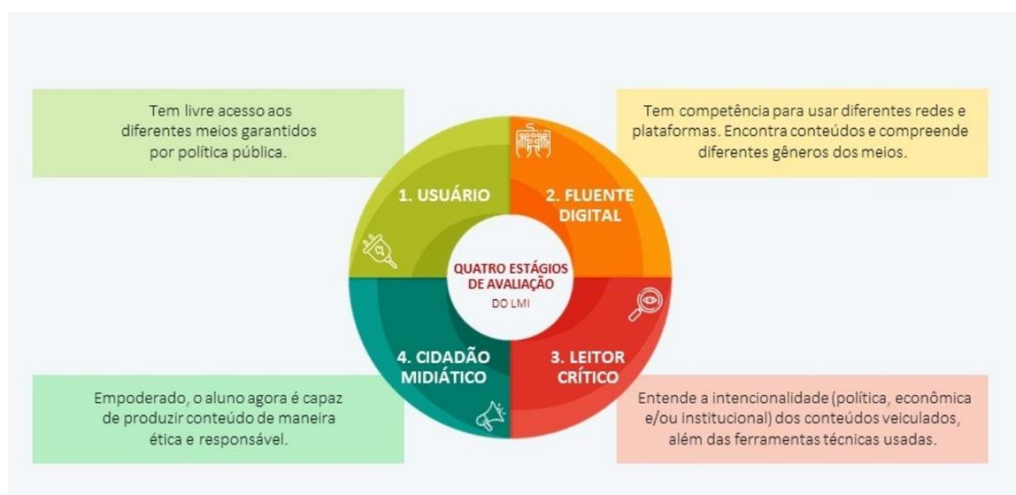 Tem livre acesso aos
diferentes meios garantidos
por política pública.
Tem competência para usar diferentes redes e
plataformas. Encontra conteúdos e compreende
diferentes gêneros dos meios.
1. USUÁRIO
2. FLUENTE
DIGITAL
QUATRO ESTÁGIOS
DE AVALIAÇÃO
DO LMI
4. CIDADÃO
MIDIÁTICO
3. LEITOR
CRÍTICO
Empoderado, o aluno agora é capaz
de produzir conteúdo de maneira
ética e responsável.
Entende a intencionalidade (política, econômica
e/ou institucional) dos conteúdos veiculados,
além das ferramentas técnicas usadas.